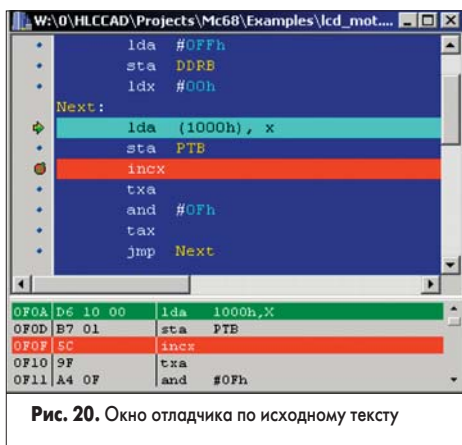 W:\0\HLCCAD\Projects\Mc68\Examples\lcd_mot....
lda #0FFh
sta DDRB
ldx #00h
Next:
lda (1000h), x
sta PTB
incx
txa
and #0Fh
tax
jmp Next
0F0A D6 10 00 lda 1000h,X
0F0D B7 01 sta PTB
0F0F 5C incx
0F10 9F txa
0F11 A4 0F and #0Fh
Рис. 20. Окно отладчика по исходному тексту